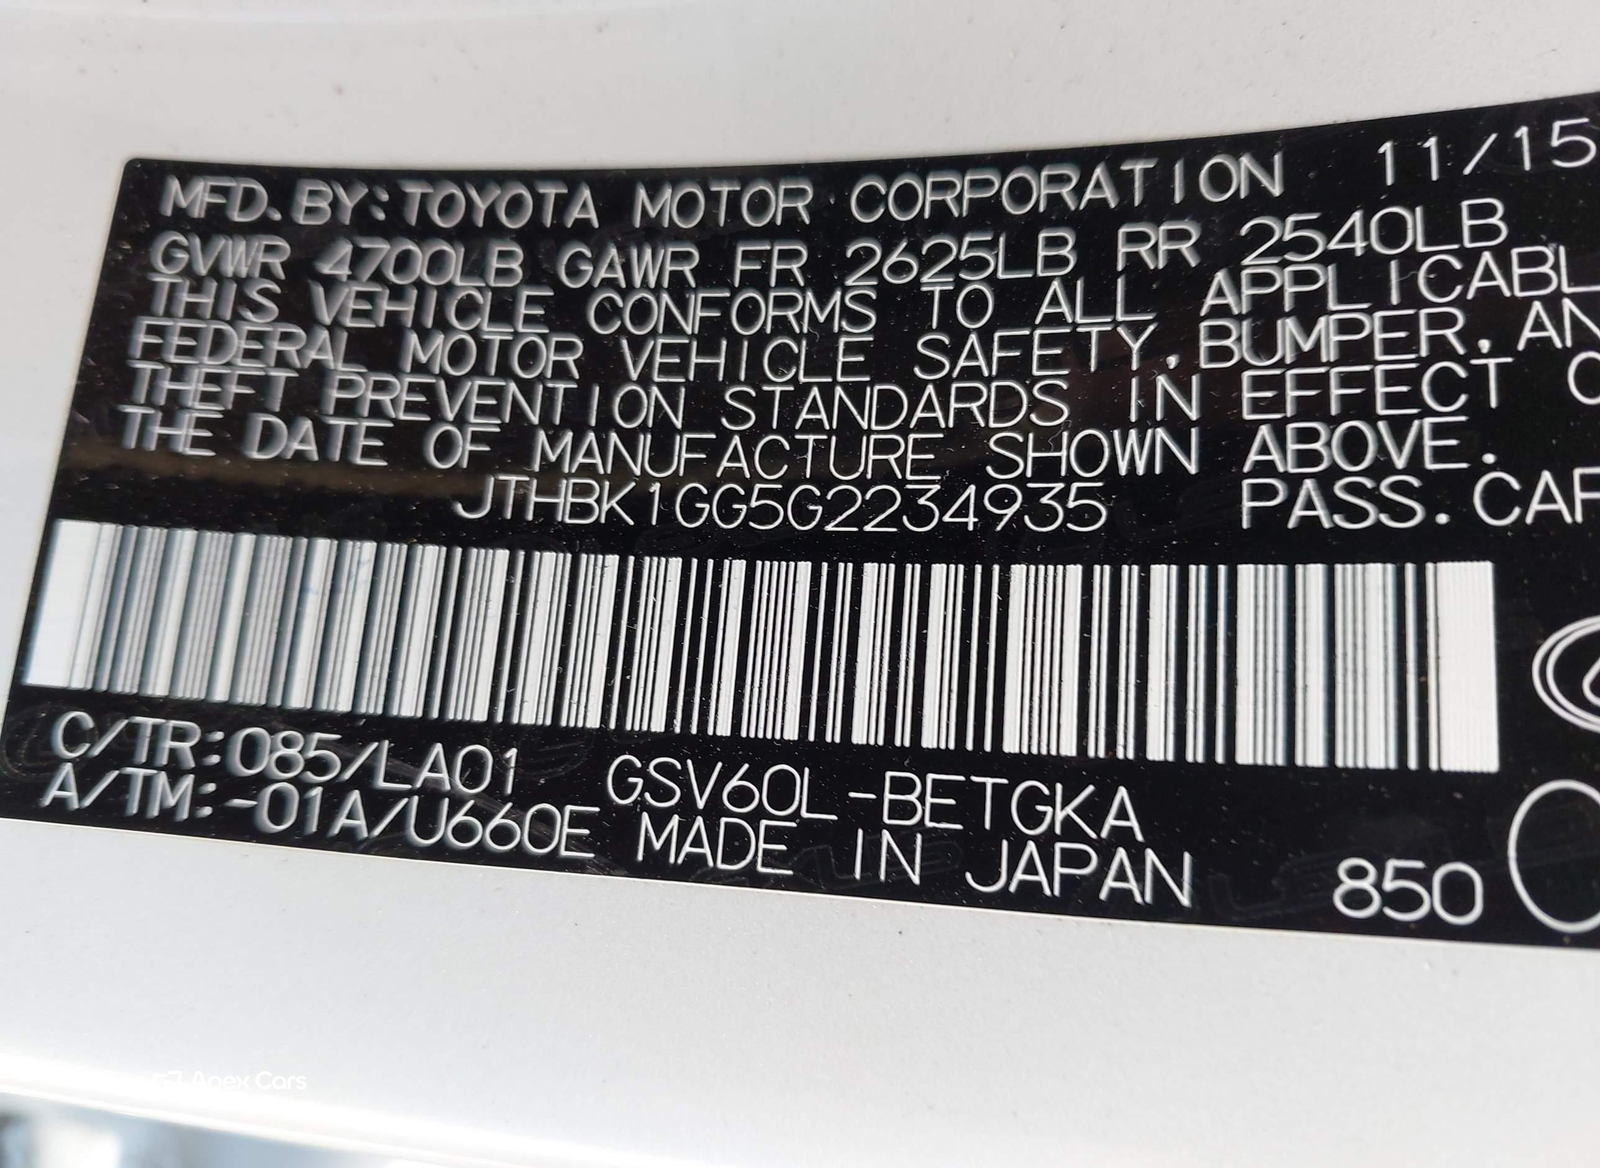 MFD. BY: TOYOTA MOTOR CORPORATION 11/15
GVWR 4700LB GAWR FR 2625LB RR 2540LB
THIS VEHICLE CONFORMS TO ALL APPLICABL
FEDERAL MOTOR VEHICLE SAFETY, BUMPER, AN
THEFT PREVENTION STANDARDS IN EFFECT O
THE DATE OF MANUFACTURE SHOWN ABOVE.
JTHBK1GG5G2234935 PASS. CAR
C/TR: 085/LA01 GSV60L-BETGKA
A/TM: -01A/U660E MADE IN JAPAN 850
Apex Cars